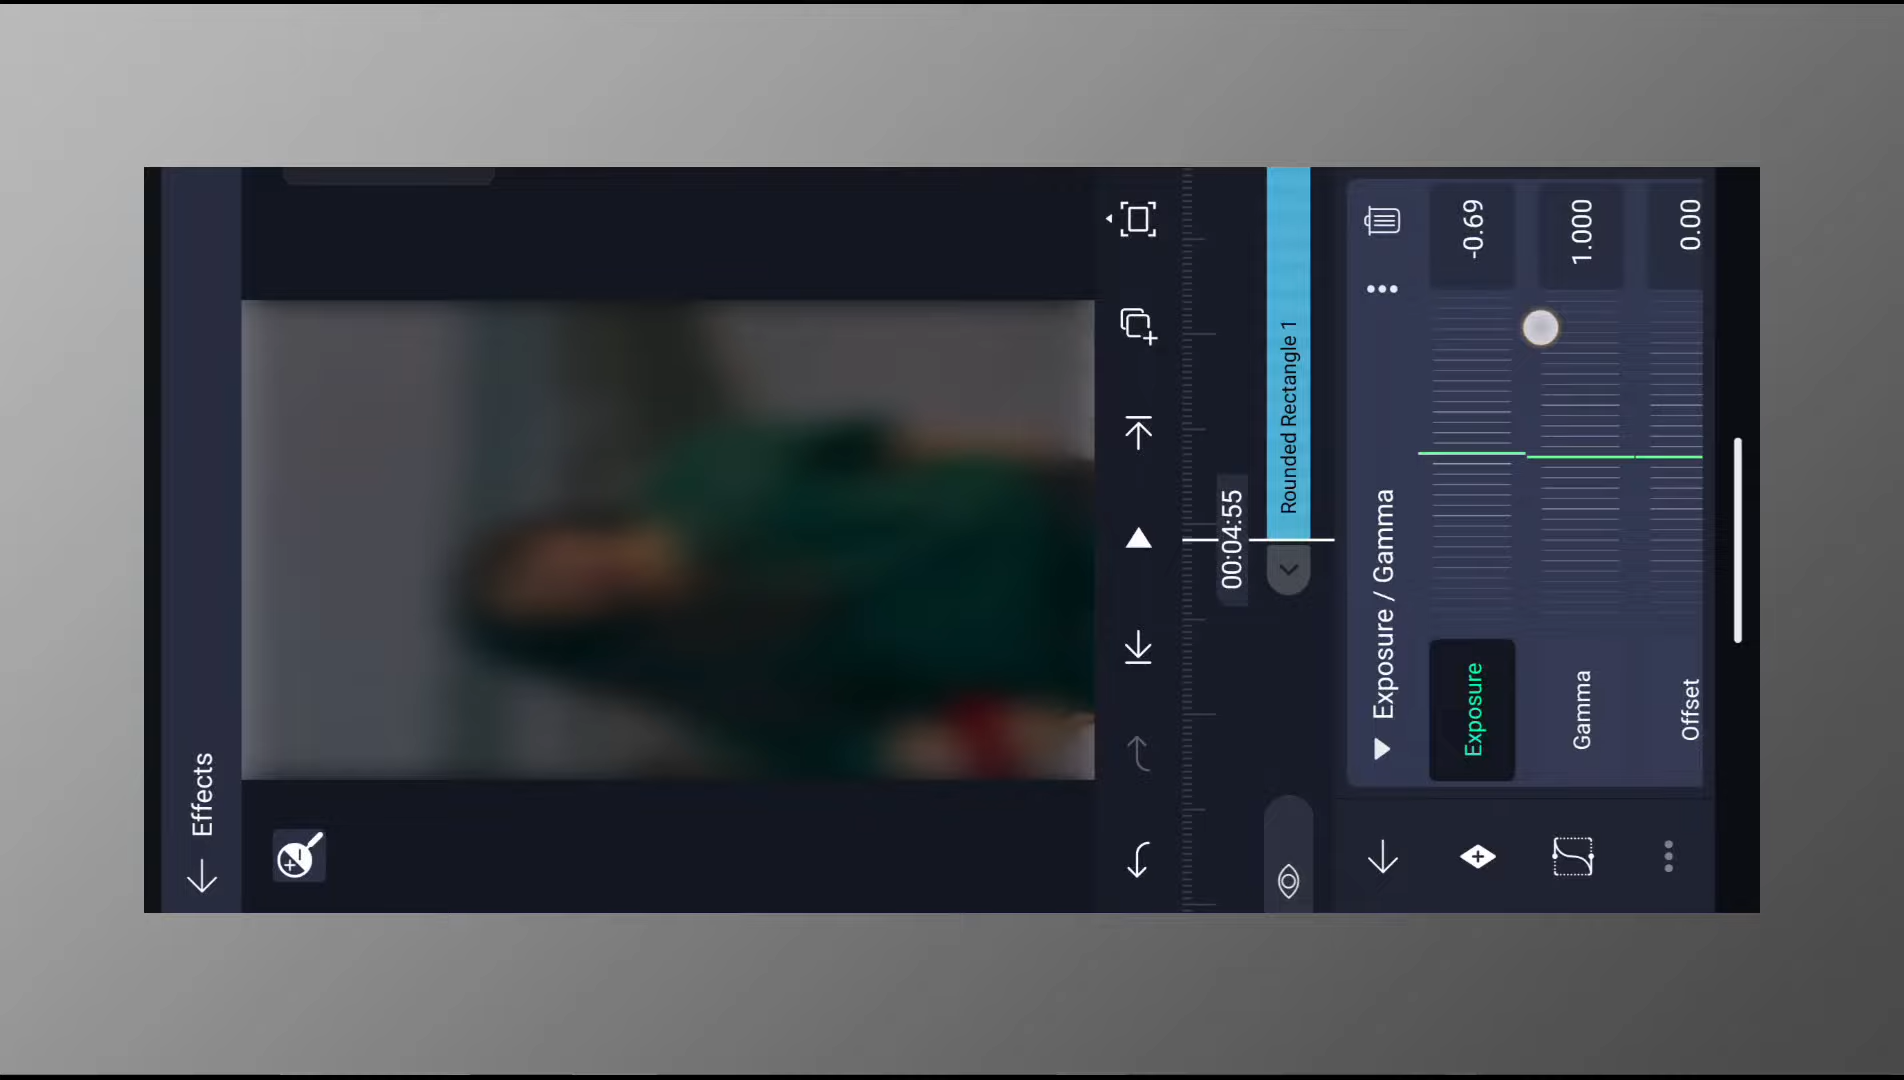 Effects
00:04:55
Rounded Rectangle 1
Exposure / Gamma
Exposure
-0.69
Gamma
1.000
Offset
0.00